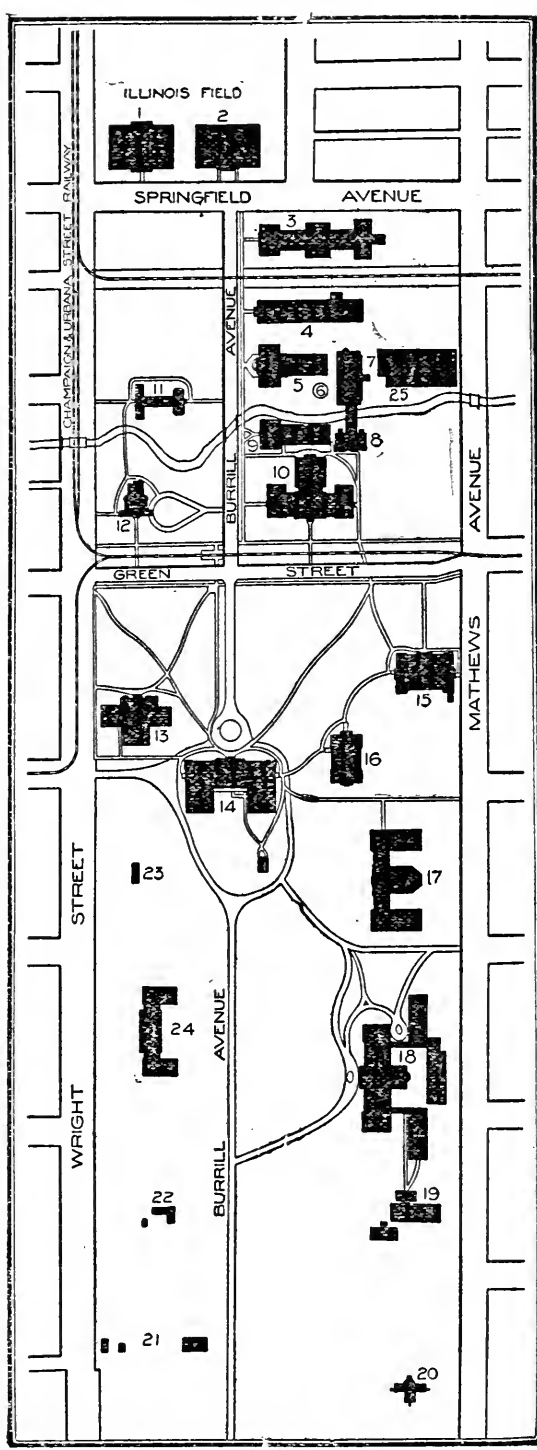 ILLINOIS FIELD
1
2
SPRINGFIELD AVENUE
CHAMPAIGN & URBANA STREET RAILWAY
3
AVENUE
4
7
5
6
25
11
9
8
10
12
BURRILL
AVENUE
GREEN STREET
MATHEWS
15
13
16
14
17
23
STREET
24
AVENUE
18
WRIGHT
BURRILL
22
19
21
20